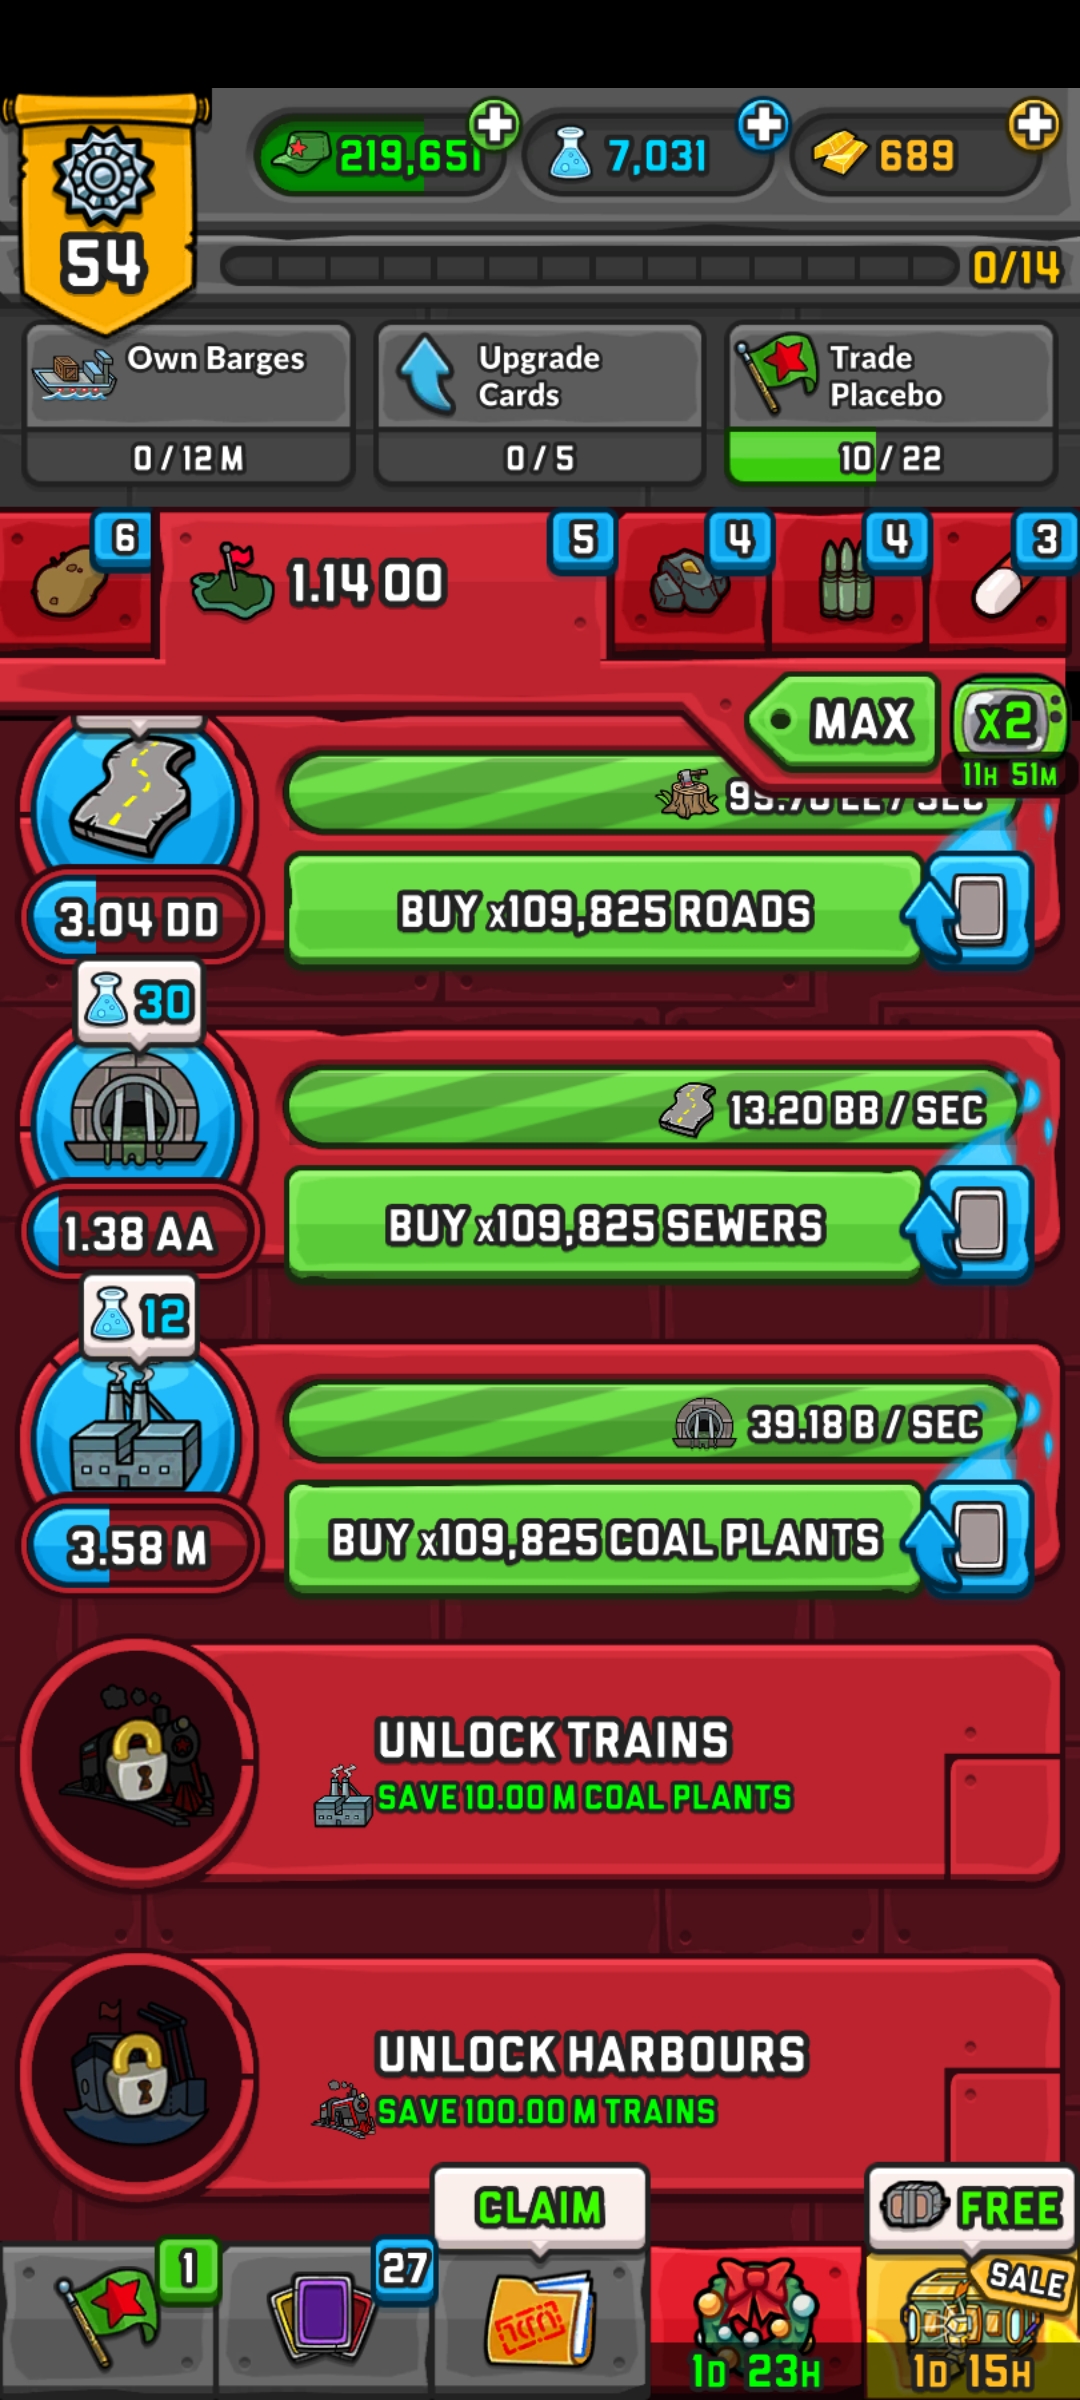 219,651
7,031
689
54
0/14
Own Barges
0 / 12 M
Upgrade
Cards
0 / 5
Trade
Placebo
10 / 22
6
1.14 OO
5
4
4
3
MAX
X2
11H 51M
3.04 DD
BUY x109,825 ROADS
30
13.20 BB / SEC
1.38 AA
BUY x109,825 SEWERS
12
39.18 B / SEC
3.58 M
BUY x109,825 COAL PLANTS
UNLOCK TRAINS
SAVE 10.00 M COAL PLANTS
UNLOCK HARBOURS
SAVE 100.00 M TRAINS
CLAIM
FREE
1
27
SALE
1D 23H
1D 15H